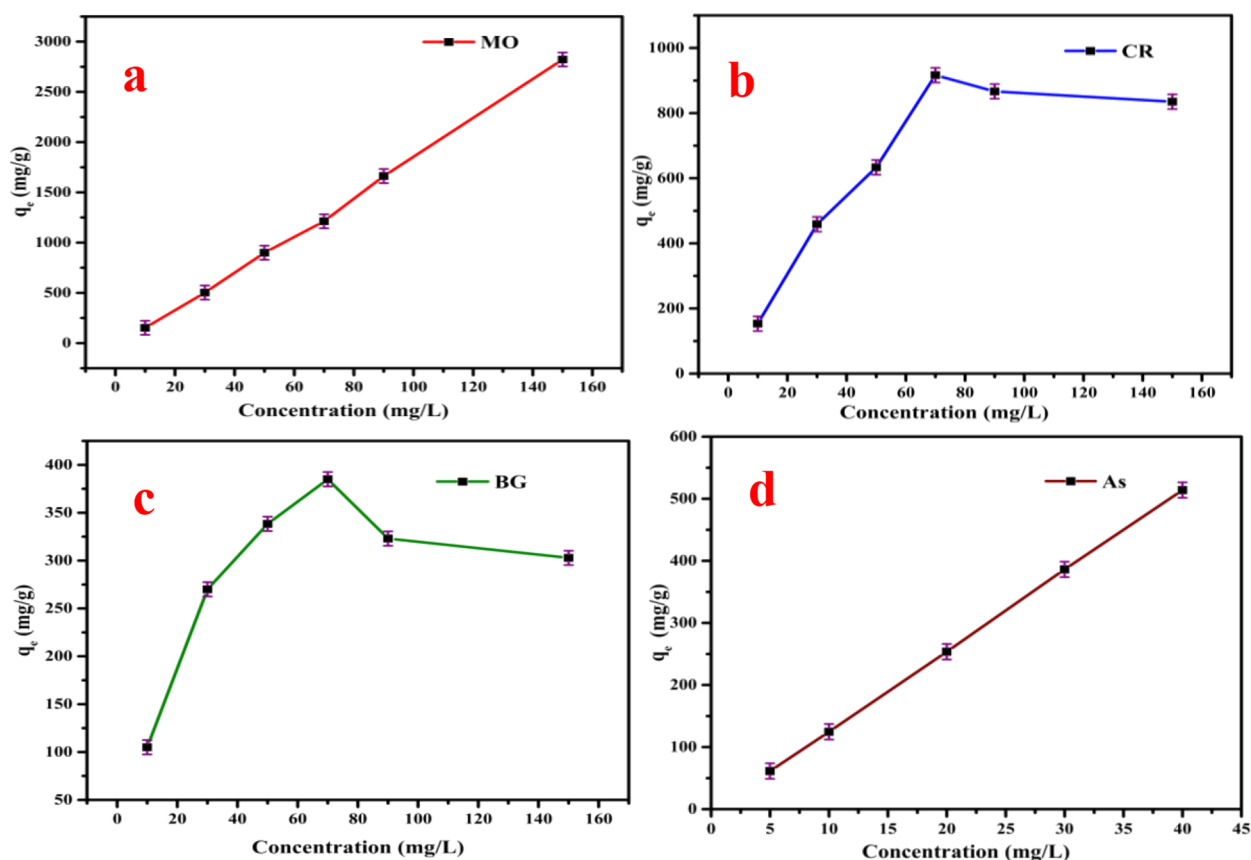 a
MO
3000
2500
2000
1500
1000
500
0
qe (mg/g)
0 20 40 60 80 100 120 140 160
Concentration (mg/L)
b
CR
1000
800
600
400
200
0
qe (mg/g)
0 20 40 60 80 100 120 140 160
Concentration (mg/L)
c
BG
400
350
300
250
200
150
100
50
qe (mg/g)
0 20 40 60 80 100 120 140 160
Concentration (mg/L)
d
As
600
500
400
300
200
100
0
qe (mg/g)
0 5 10 15 20 25 30 35 40 45
Concentration (mg/L)